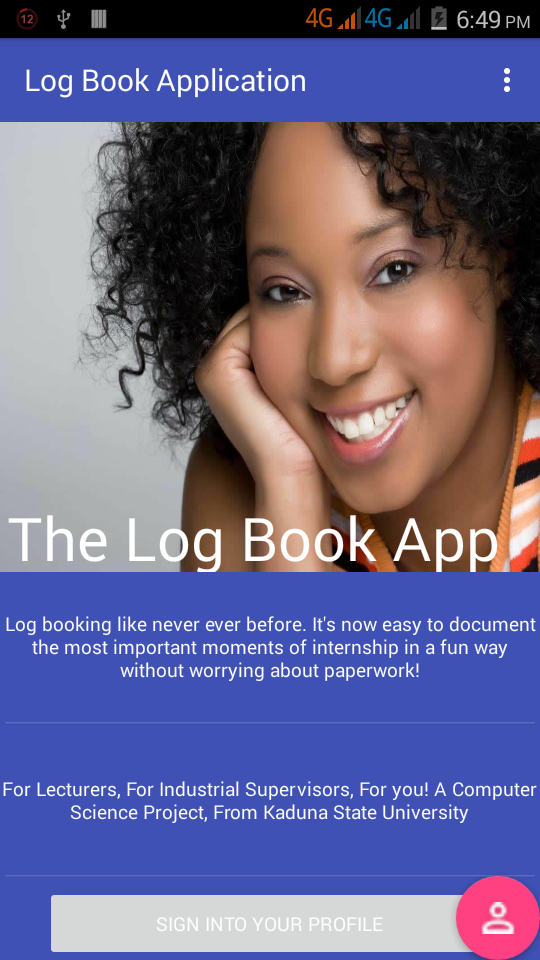 12 4G 4G 6:49 PM
Log Book Application
The Log Book App
Log booking like never ever before. It's now easy to document
the most important moments of internship in a fun way
without worrying about paperwork!
For Lecturers, For Industrial Supervisors, For you! A Computer
Science Project, From Kaduna State University
SIGN INTO YOUR PROFILE